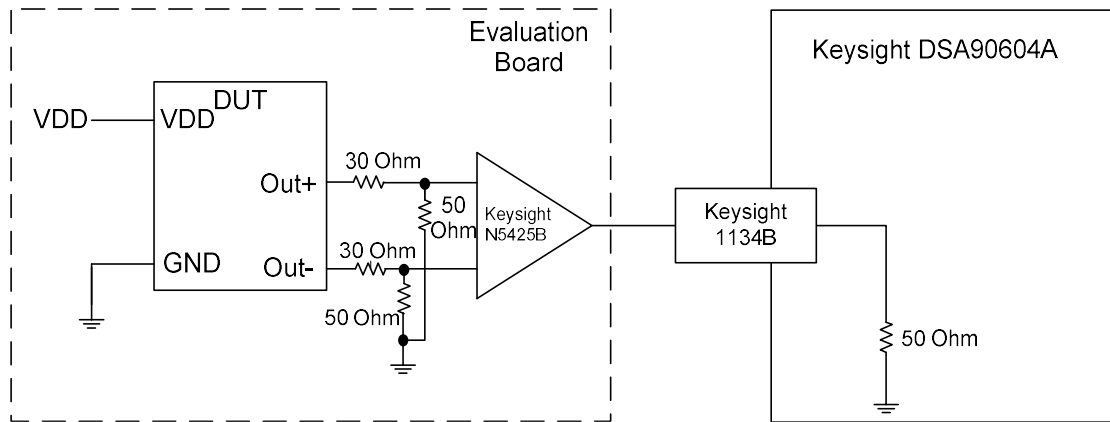 Evaluation
Board
Keysight DSA90604A
DUT
VDD
VDD
30 Ohm
Out+
50
Ohm
Keysight
N5425B
Keysight
1134B
30 Ohm
GND
Out-
50 Ohm
50 Ohm